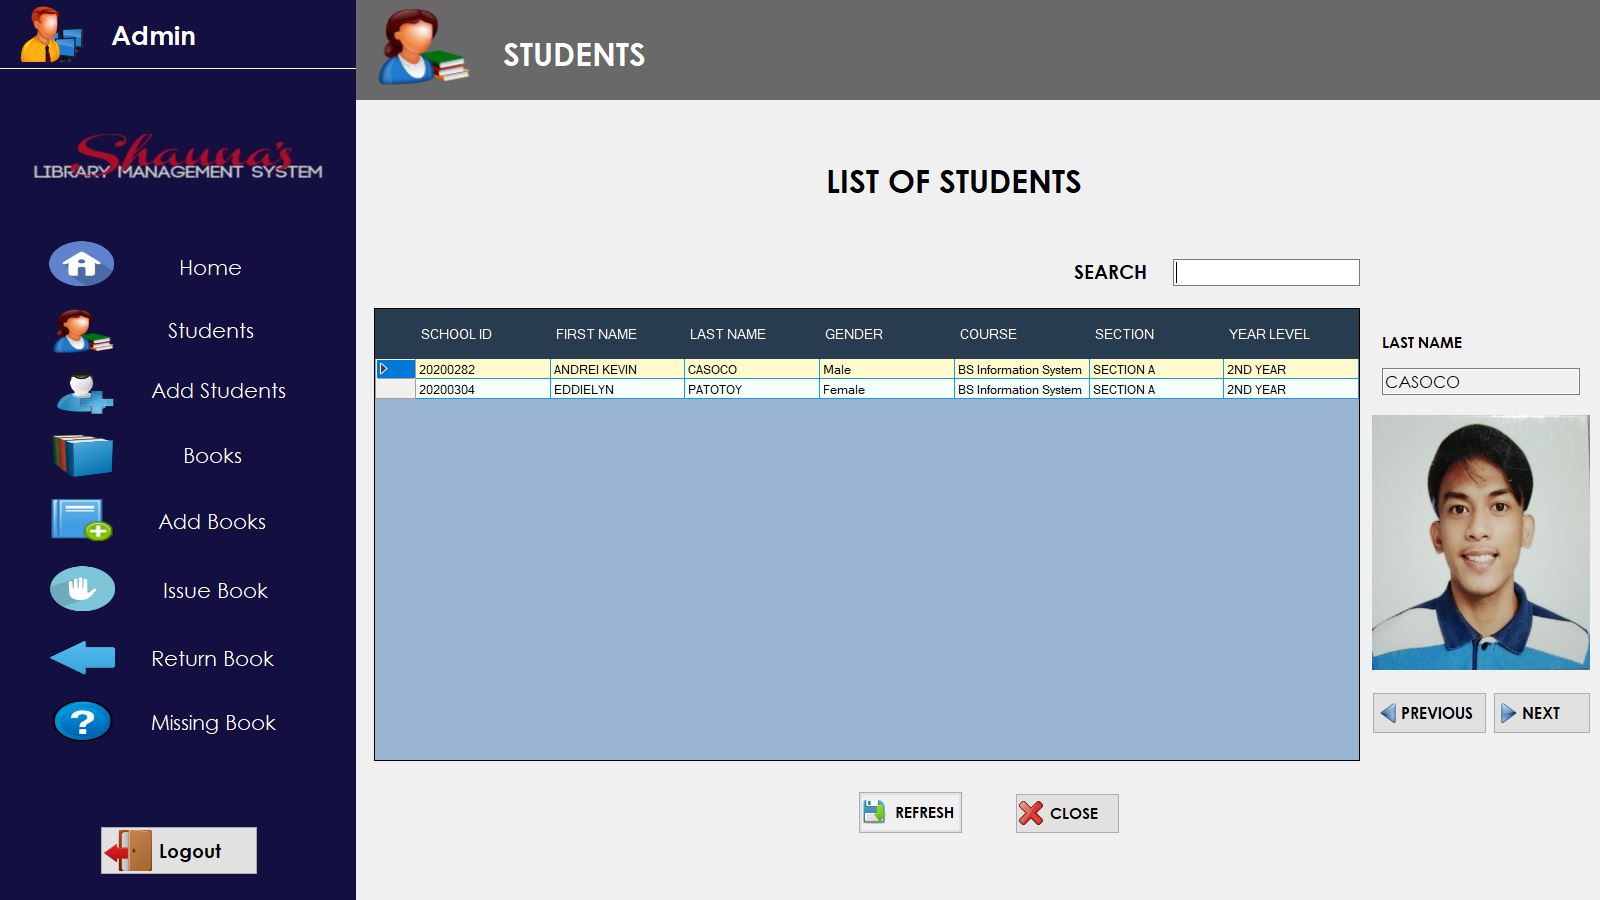 Admin
STUDENTS
Shauna's
LIBRARY MANAGEMENT SYSTEM
LIST OF STUDENTS
Home
Students
Add Students
Books
Add Books
Issue Book
Return Book
Missing Book
Logout
SEARCH
SCHOOL ID FIRST NAME LAST NAME GENDER COURSE SECTION YEAR LEVEL
20200282 ANDREI KEVIN CASOCO Male BS Information System SECTION A 2ND YEAR
20200304 EDDIELYN PATOTOY Female BS Information System SECTION A 2ND YEAR
LAST NAME
CASOCO
PREVIOUS NEXT
REFRESH CLOSE